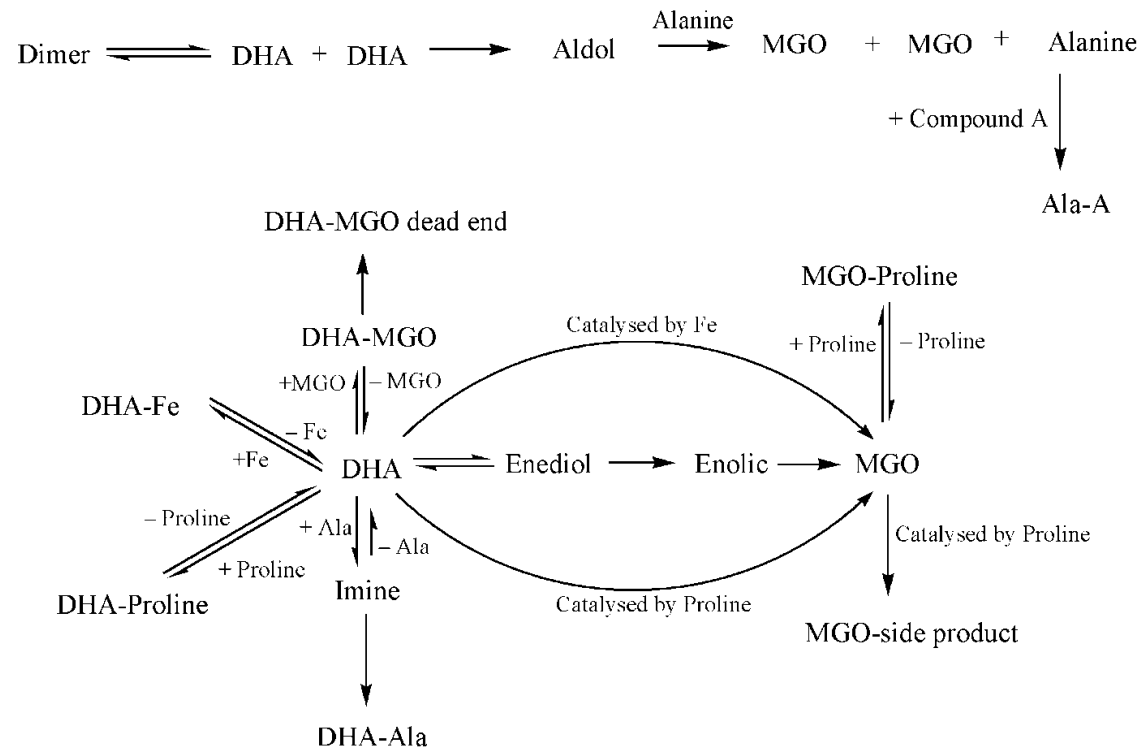 Dimer DHA + DHA Aldol Alanine MGO + MGO + Alanine
+ Compound A
Ala-A
DHA-MGO dead end
MGO-Proline
DHA-MGO
Catalysed by Fe
+ Proline – Proline
+MGO – MGO
DHA-Fe
– Fe
+Fe
DHA Enediol Enolic MGO
– Proline
+ Ala
– Ala
+ Proline
Catalysed by Proline
DHA-Proline
Imine
Catalysed by Proline
MGO-side product
DHA-Ala